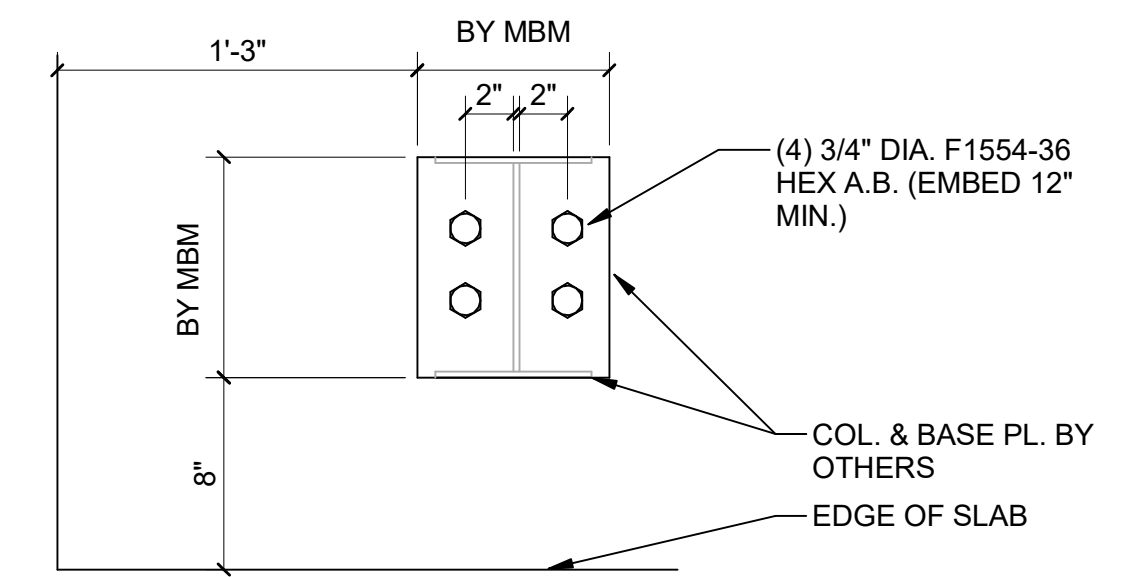 BY MBM
1'-3"
2" 2"
(4) 3/4" DIA. F1554-36
HEX A.B. (EMBED 12"
MIN.)
BY MBM
COL. & BASE PL. BY
OTHERS
8"
EDGE OF SLAB